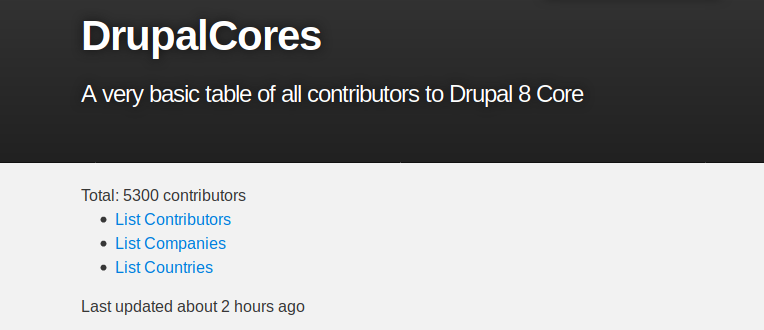 DrupalCores
A very basic table of all contributors to Drupal 8 Core
Total: 5300 contributors
List Contributors
List Companies
List Countries
Last updated about 2 hours ago